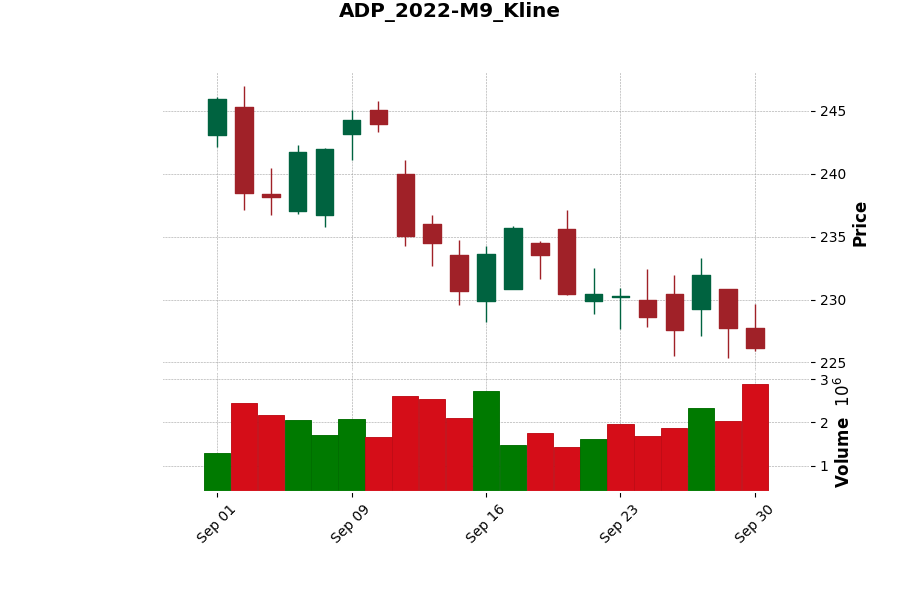 ADP_2022-M9_Kline
245
240
235
230
225
Price
3
2
1
Volume 10^6
Sep 01
Sep 09
Sep 16
Sep 23
Sep 30